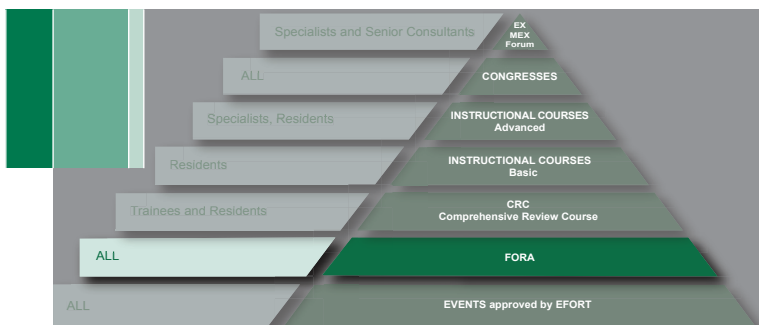 Specialists and Senior Consultants
EX
MEX
Forum
ALL
CONGRESSES
Specialists, Residents
INSTRUCTIONAL COURSES
Advanced
Residents
INSTRUCTIONAL COURSES
Basic
Trainees and Residents
CRC
Comprehensive Review Course
ALL
FORA
ALL
EVENTS approved by EFORT